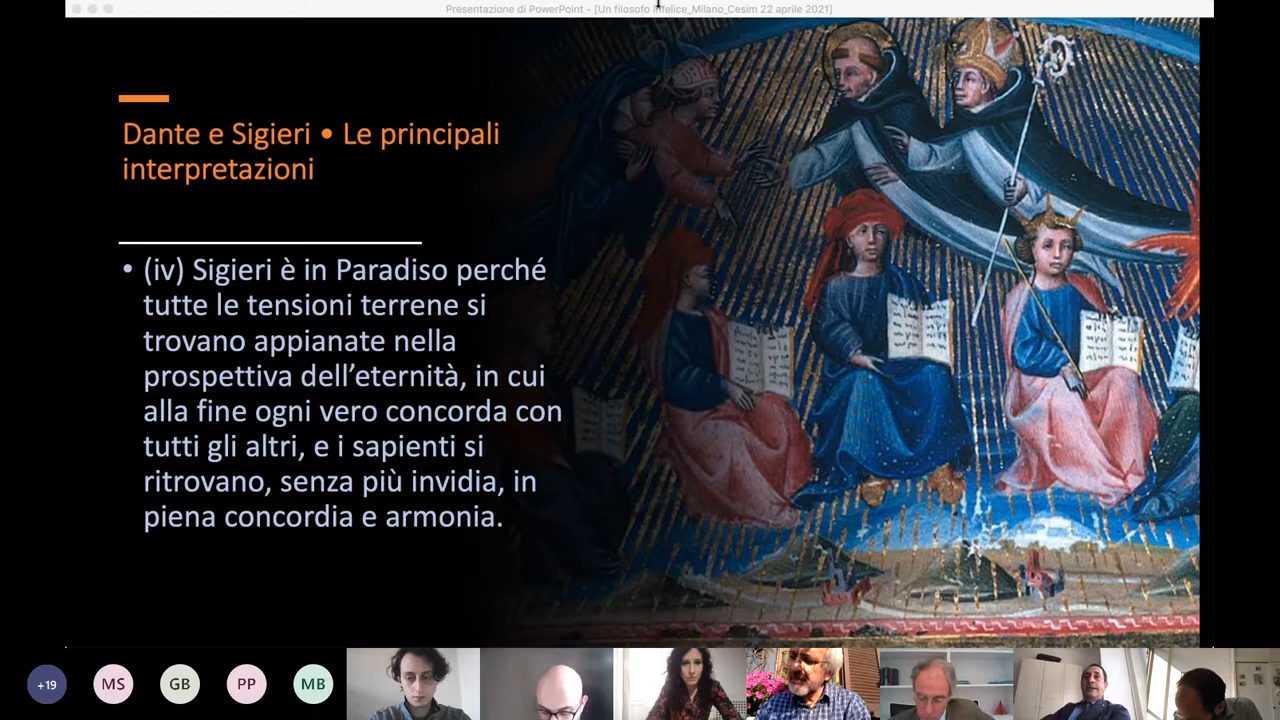 Presentazione di PowerPoint - [Un filosofo infelice_Milano_Cesim 22 aprile 2021]
Dante e Sigieri • Le principali
interpretazioni
• (iv) Sigieri è in Paradiso perché
tutte le tensioni terrene si
trovano appianate nella
prospettiva dell’eternità, in cui
alla fine ogni vero concorda con
tutti gli altri, e i sapienti si
ritrovano, senza più invidia, in
piena concordia e armonia.
+19
MS
GB
PP
MB